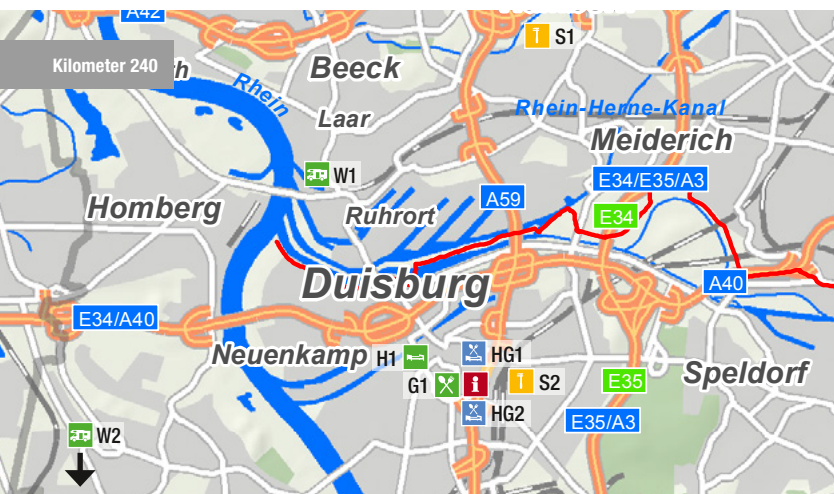 A42
S1
Kilometer 240
Beeck
Rhein
Laar
Rhein-Herne-Kanal
Meiderich
W1
E34/E35/A3
Homberg
A59
Ruhrort
E34
Duisburg
A40
E34/A40
Neuenkamp
H1
HG1
Speldorf
G1
i
S2
E35
HG2
E35/A3
W2